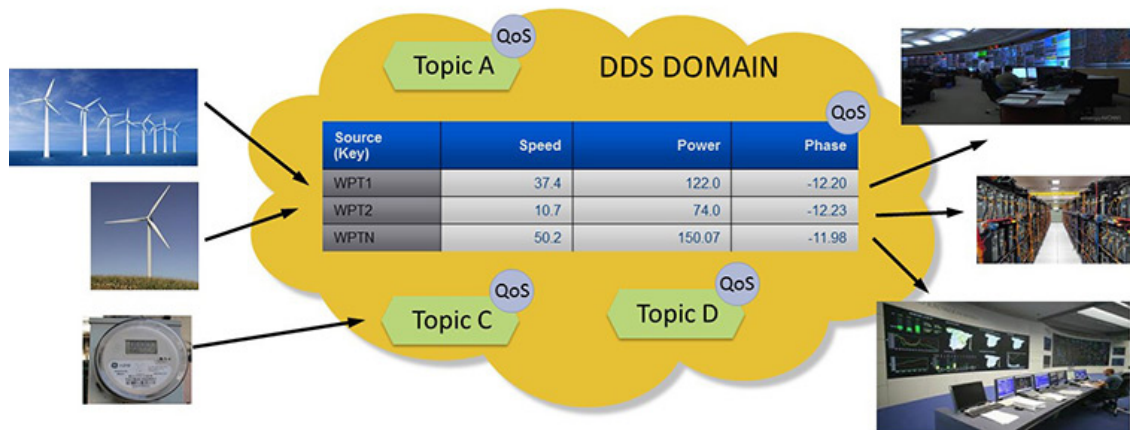 QoS
Topic A
DDS DOMAIN
QoS
Source (Key) Speed Power Phase
WPT1 37.4 122.0 -12.20
WPT2 10.7 74.0 -12.23
WPTN 50.2 150.07 -11.98
QoS
Topic C
QoS
Topic D